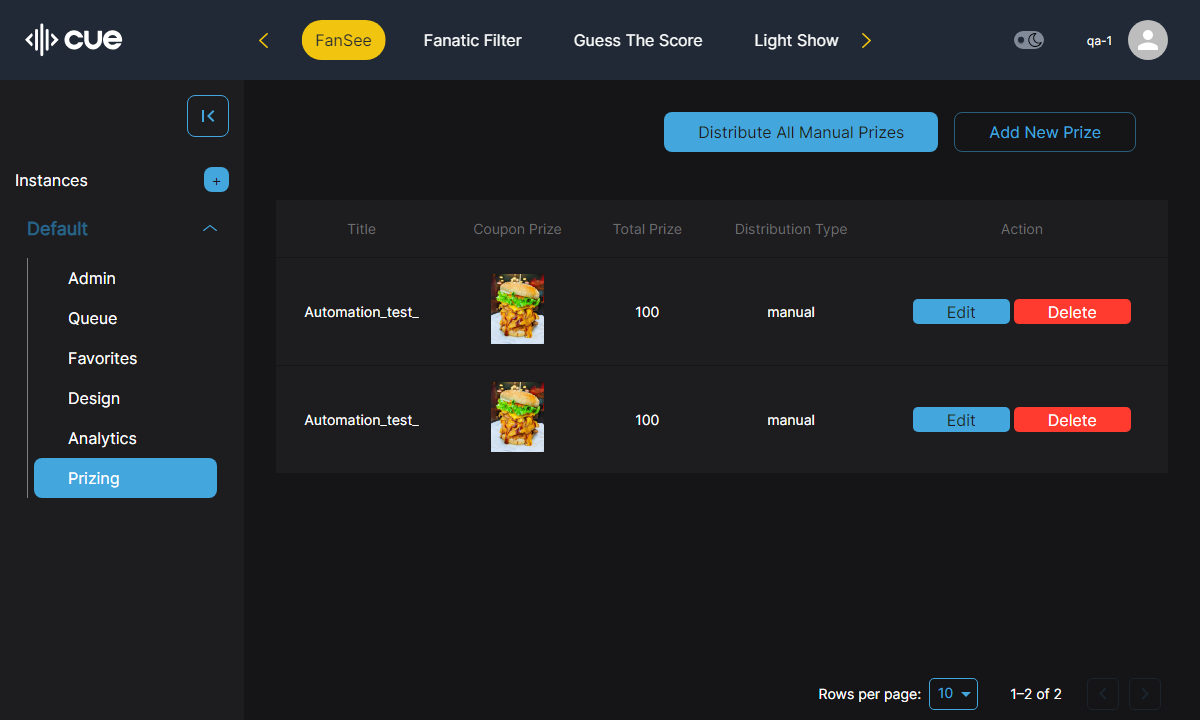 cue
FanSee
Fanatic Filter
Guess The Score
Light Show
qa-1
Instances
+
Default
Admin
Queue
Favorites
Design
Analytics
Prizing
Distribute All Manual Prizes
Add New Prize
Title Coupon Prize Total Prize Distribution Type Action
Automation_test_ 100 manual Edit Delete
Automation_test_ 100 manual Edit Delete
Rows per page: 10 1–2 of 2